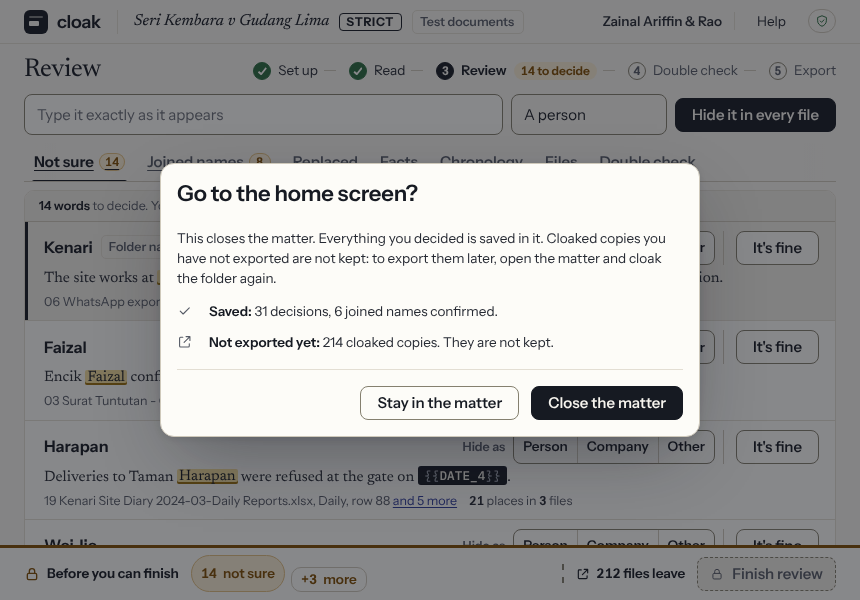 cloak
Seri Kembara v Gudang Lima
STRICT
Test documents
Zainal Ariffin & Rao
Help
Review
Set up
Read
3 Review 14 to decide
4 Double check
5 Export
Type it exactly as it appears
A person
Hide it in every file
Not sure 14
Joined names 8
Replaced
Facts
Chronology
Files
Double check
14 words to decide.
Go to the home screen?
This closes the matter. Everything you decided is saved in it. Cloaked copies you
have not exported are not kept: to export them later, open the matter and cloak
the folder again.
Saved: 31 decisions, 6 joined names confirmed.
Not exported yet: 214 cloaked copies. They are not kept.
Stay in the matter
Close the matter
Kenari
It's fine
The site works at
06 WhatsApp
Faizal
It's fine
Encik Faizal
03 Surat Tuntutan
Harapan
Hide as
Person
Company
Other
It's fine
Deliveries to Taman Harapan were refused at the gate on {{DATE_4}}.
19 Kenari Site Diary 2024-03-Daily Reports.xlsx, Daily, row 88 and 5 more 21 places in 3 files
Hide as
Person
Company
Other
It's fine
Before you can finish
14 not sure
+3 more
212 files leave
Finish review